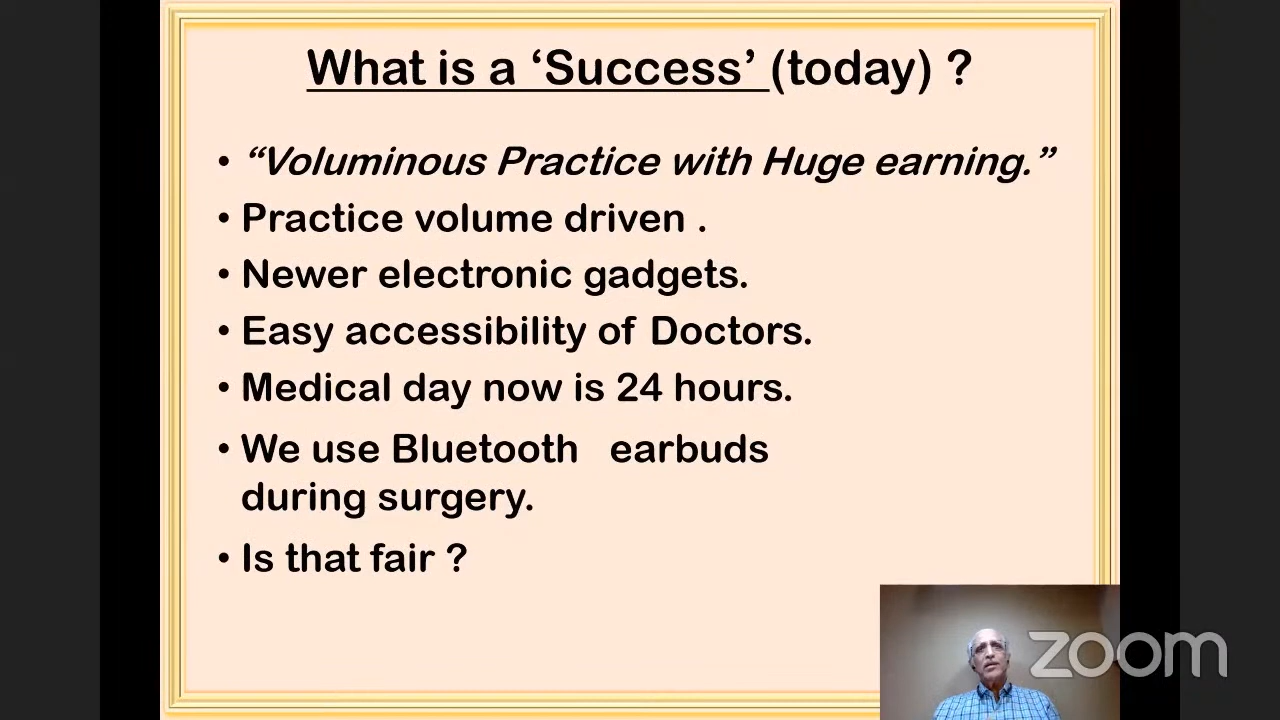 What is a ‘Success’ (today) ?
• “Voluminous Practice with Huge earning.”
• Practice volume driven .
• Newer electronic gadgets.
• Easy accessibility of Doctors.
• Medical day now is 24 hours.
• We use Bluetooth earbuds
during surgery.
• Is that fair ?
zoom